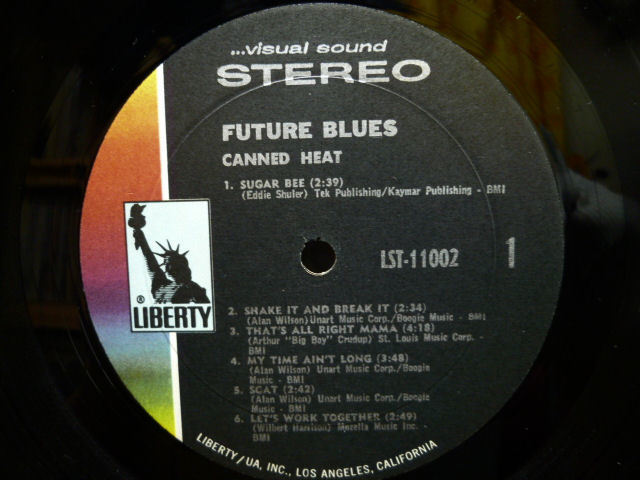 ...visual sound
STEREO
FUTURE BLUES
CANNED HEAT
1. SUGAR BEE (2:39)
(Eddie Shuler) Tek Publishing/Kaymar Publishing - BMI
LST-11002 1
® LIBERTY
2. SHAKE IT AND BREAK IT (2:34)
(Alan Wilson) Unart Music Corp./Boogie Music - BMI
3. THAT'S ALL RIGHT MAMA (4:18)
(Arthur "Big Boy" Crudup) St. Louis Music Corp. -
BMI
4. MY TIME AIN'T LONG (3:48)
(Alan Wilson) Unart Music Corp./Boogie
Music - BMI
5. SCAT (2:42)
(Alan Wilson) Unart Music Corp./Boogie
Music - BMI
6. LET'S WORK TOGETHER (2:49)
(Wilbert Harrison) Mozella Music Inc. -
BMI
LIBERTY/UA, INC., LOS ANGELES, CALIFORNIA